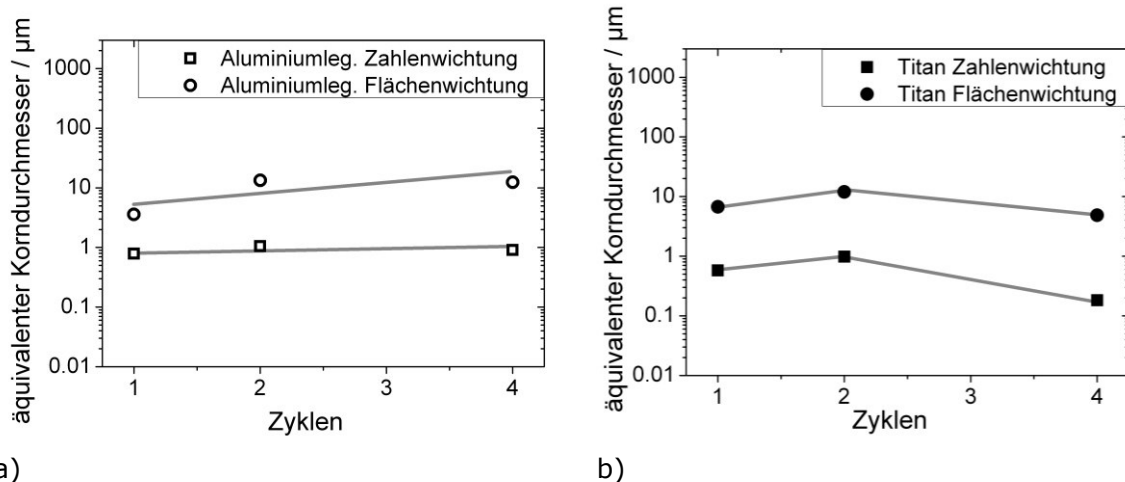 äquivalenter Korndurchmesser / µm
1000
100
10
1
0.1
0.01
Aluminiumleg. Zahlenwichtung
Aluminiumleg. Flächenwichtung
1 2 3 4
Zyklen
a)
äquivalenter Korndurchmesser / µm
1000
100
10
1
0.1
0.01
Titan Zahlenwichtung
Titan Flächenwichtung
1 2 3 4
Zyklen
b)